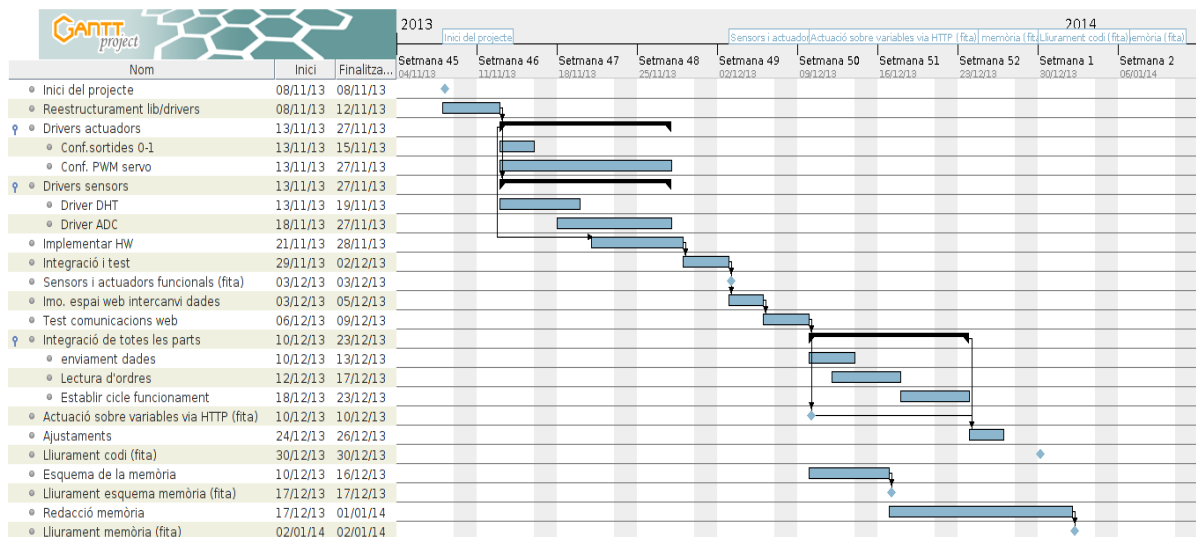 GANTT
project
2013
2014
Inici del projecte
Sensors i actuador
Actuació sobre variables via HTTP (fita)
memòria (fita
Lliurament codi (fita)
emòria (fita)
Nom Inici Finalitza...
Setmana 45 Setmana 46 Setmana 47 Setmana 48 Setmana 49 Setmana 50 Setmana 51 Setmana 52 Setmana 1 Setmana 2
04/11/13 11/11/13 18/11/13 25/11/13 02/12/13 09/12/13 16/12/13 23/12/13 30/12/13 06/01/14
Inici del projecte 08/11/13 08/11/13
Reestructurament lib/drivers 08/11/13 12/11/13
Drivers actuadors 13/11/13 27/11/13
Conf.sortides 0-1 13/11/13 15/11/13
Conf. PWM servo 13/11/13 27/11/13
Drivers sensors 13/11/13 27/11/13
Driver DHT 13/11/13 19/11/13
Driver ADC 18/11/13 27/11/13
Implementar HW 21/11/13 28/11/13
Integració i test 29/11/13 02/12/13
Sensors i actuadors funcionals (fita) 03/12/13 03/12/13
Imo. espai web intercanvi dades 03/12/13 05/12/13
Test comunicacions web 06/12/13 09/12/13
Integració de totes les parts 10/12/13 23/12/13
enviament dades 10/12/13 13/12/13
Lectura d'ordres 12/12/13 17/12/13
Establir cicle funcionament 18/12/13 23/12/13
Actuació sobre variables via HTTP (fita) 10/12/13 10/12/13
Ajustaments 24/12/13 26/12/13
Lliurament codi (fita) 30/12/13 30/12/13
Esquema de la memòria 10/12/13 16/12/13
Lliurament esquema memòria (fita) 17/12/13 17/12/13
Redacció memòria 17/12/13 01/01/14
Lliurament memòria (fita) 02/01/14 02/01/14